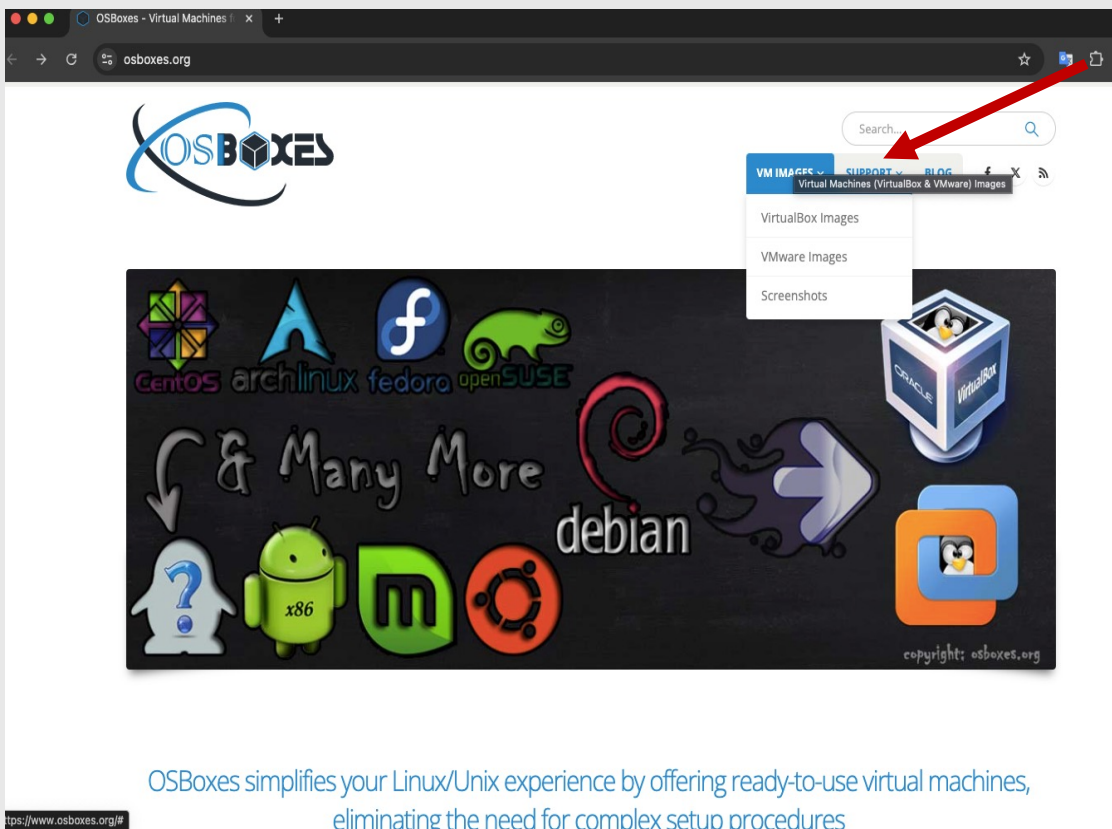 OSBoxes - Virtual Machines f
osboxes.org
OSBOXES
Search...
VM IMAGES SUPPORT BLOG
Virtual Machines (VirtualBox & VMware) Images
VirtualBox Images
VMware Images
Screenshots
CentOS archlinux fedora openSUSE
ORACLE VirtualBox
& Many More
debian
x86
copyright: osboxes.org
OSBoxes simplifies your Linux/Unix experience by offering ready-to-use virtual machines,
eliminating the need for complex setup procedures
ttps://www.osboxes.org/#